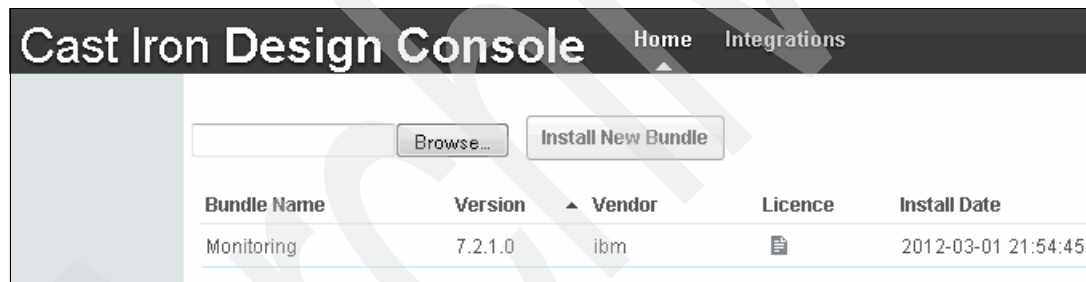 Cast Iron Design Console Home Integrations
Browse... Install New Bundle
Bundle Name Version Vendor Licence Install Date
Monitoring 7.2.1.0 ibm 2012-03-01 21:54:45